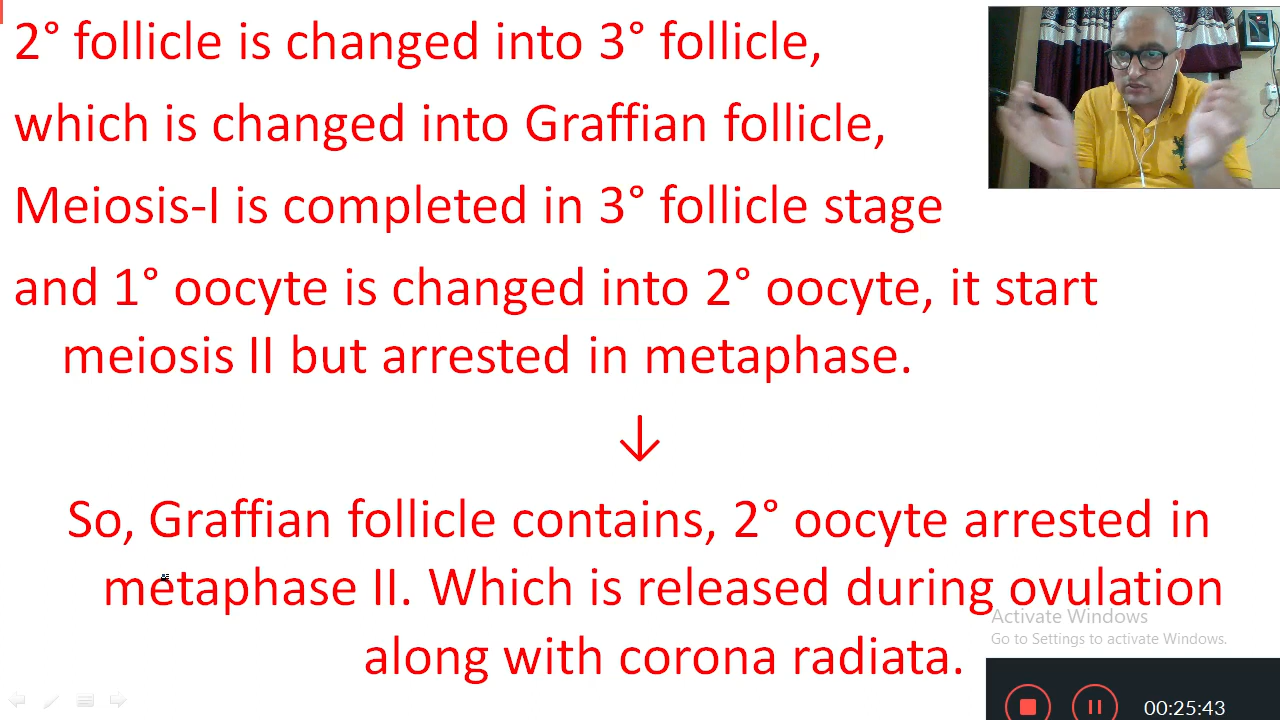 2° follicle is changed into 3° follicle,
which is changed into Graffian follicle,
Meiosis-I is completed in 3° follicle stage
and 1° oocyte is changed into 2° oocyte, it start
meiosis II but arrested in metaphase.
↓
So, Graffian follicle contains, 2° oocyte arrested in
metaphase II. Which is released during ovulation
along with corona radiata.
Activate Windows
Go to Settings to activate Windows.
00:25:43